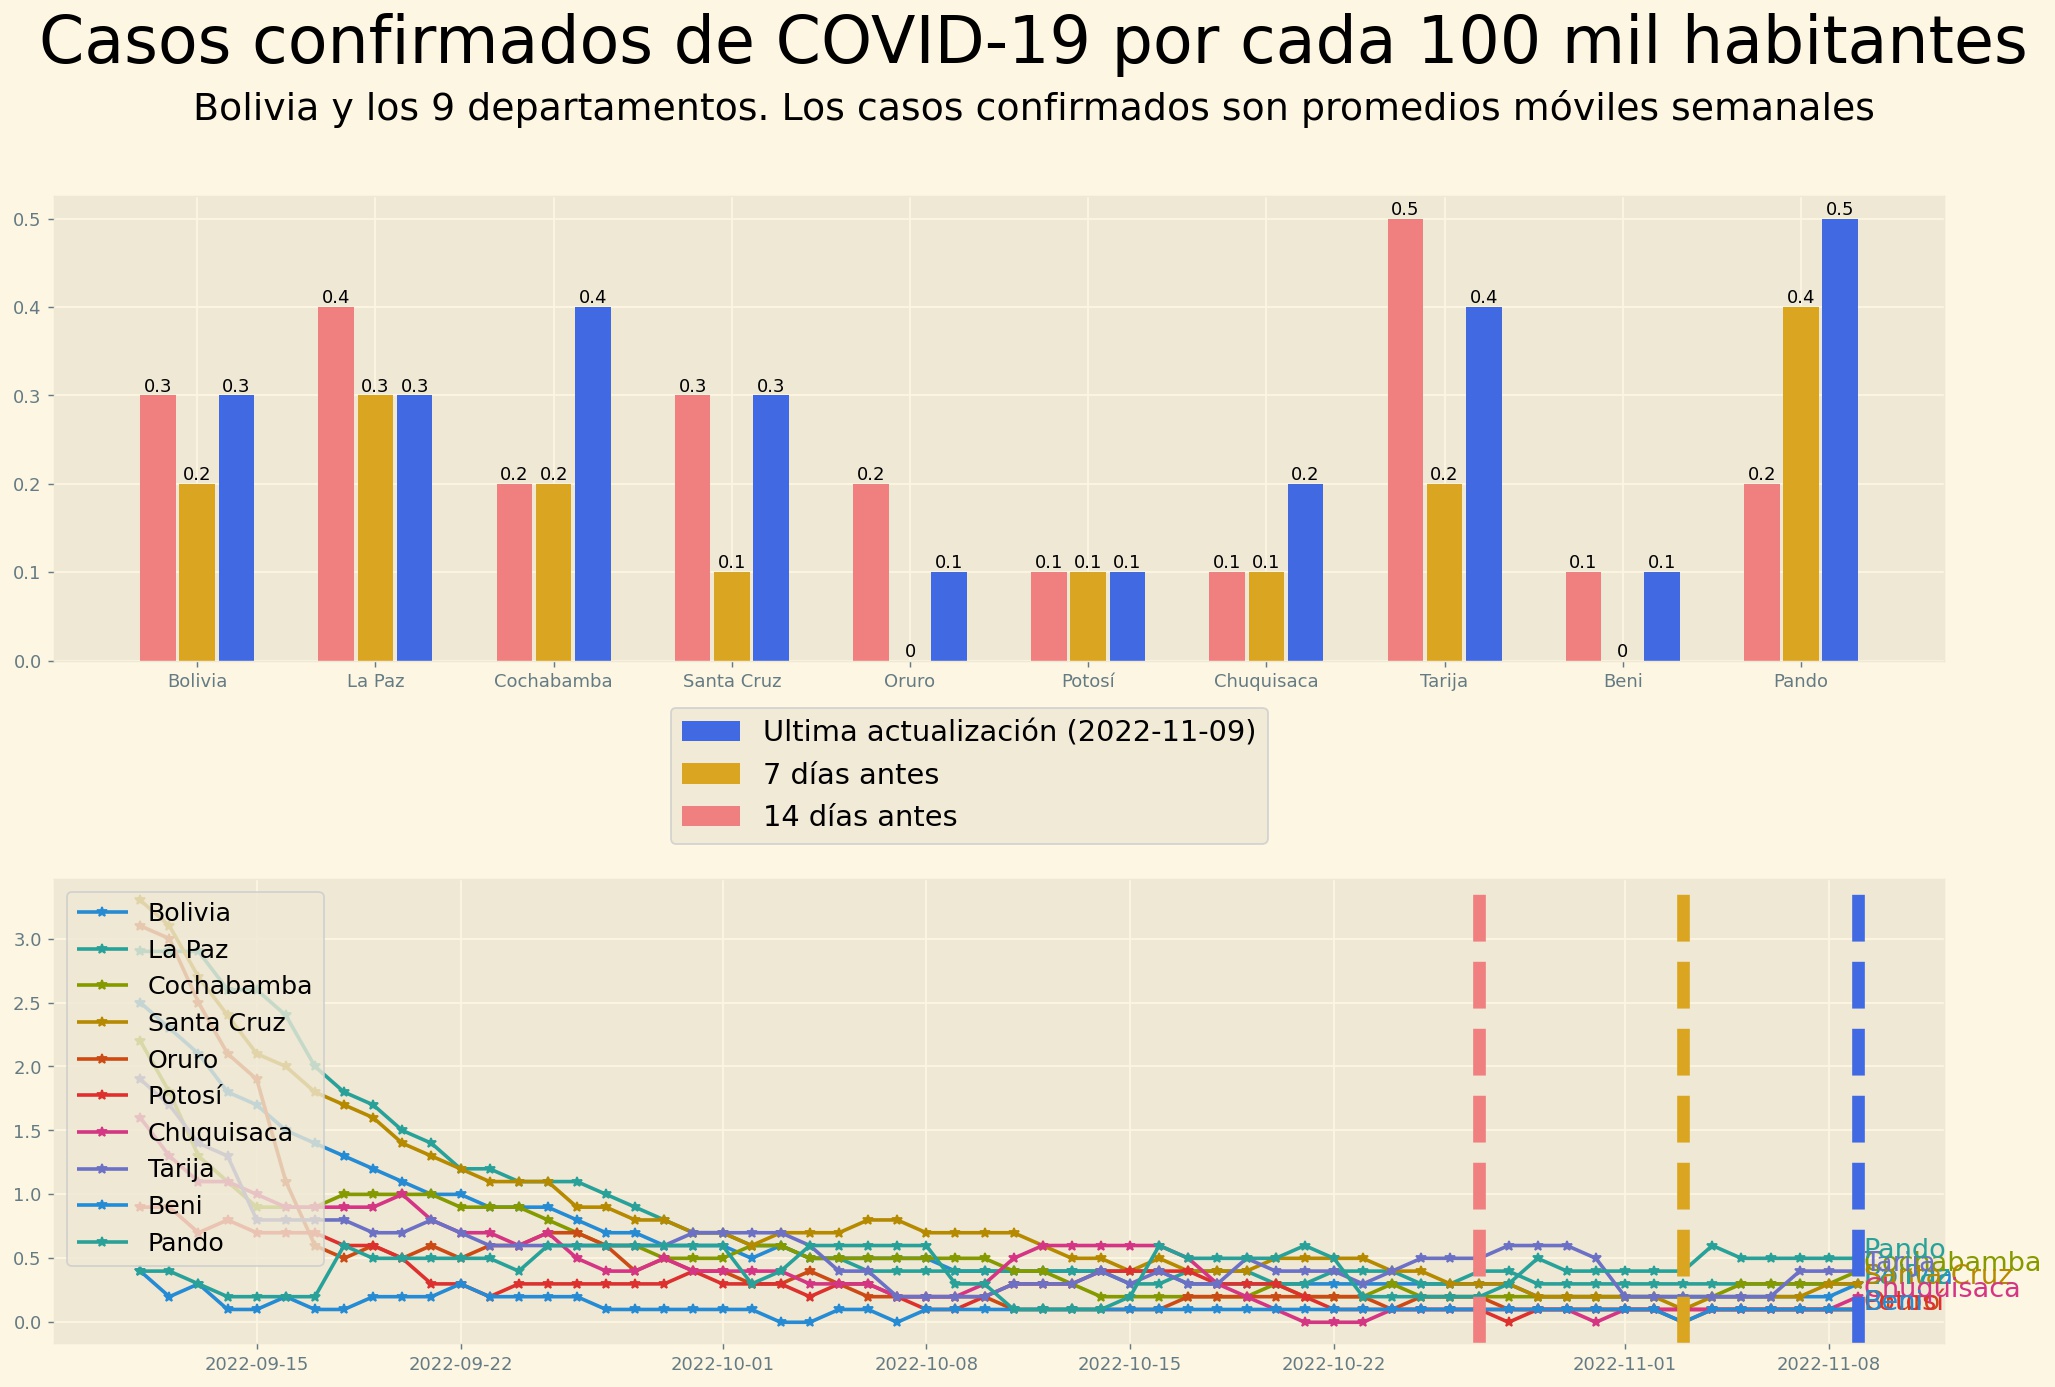 Casos confirmados de COVID-19 por cada 100 mil habitantes
Bolivia y los 9 departamentos. Los casos confirmados son promedios móviles semanales
0.5
0.4
0.3
0.2
0.1
0.0
0.3 0.2 0.3
0.4 0.3 0.3
0.2 0.2 0.4
0.3 0.1 0.3
0.2 0 0.1
0.1 0.1 0.1
0.1 0.1 0.2
0.5 0.2 0.4
0.1 0 0.1
0.2 0.4 0.5
Bolivia La Paz Cochabamba Santa Cruz Oruro Potosí Chuquisaca Tarija Beni Pando
Ultima actualización (2022-11-09)
7 días antes
14 días antes
3.0
2.5
2.0
1.5
1.0
0.5
0.0
Bolivia
La Paz
Cochabamba
Santa Cruz
Oruro
Potosí
Chuquisaca
Tarija
Beni
Pando
Pando
Cochabamba
Santa Cruz
Chuquisaca
2022-09-15 2022-09-22 2022-10-01 2022-10-08 2022-10-15 2022-10-22 2022-11-01 2022-11-08